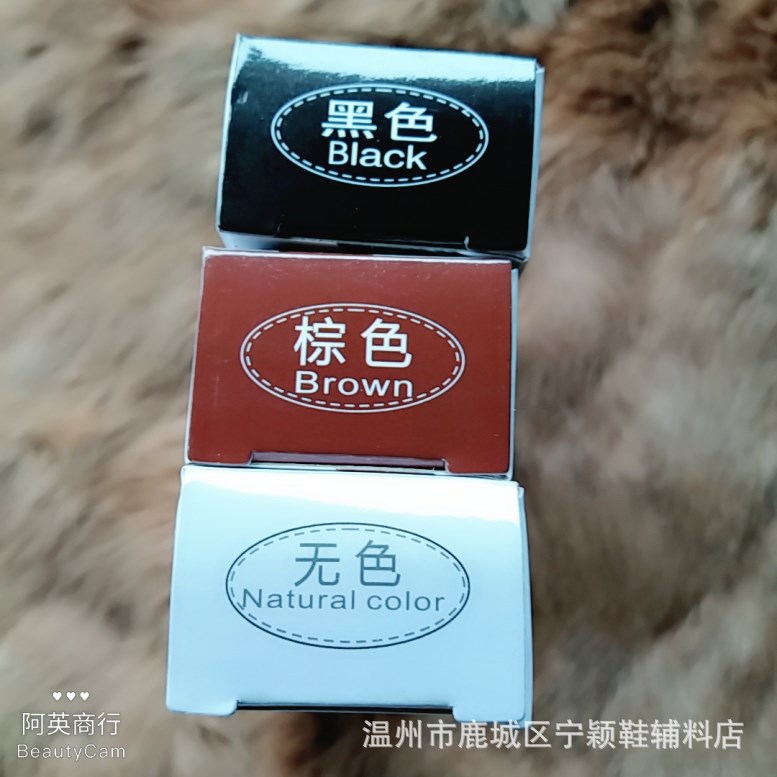 黑色
Black
棕色
Brown
无色
Natural color
阿英商行
BeautyCam
温州市鹿城区宁颖鞋辅料店